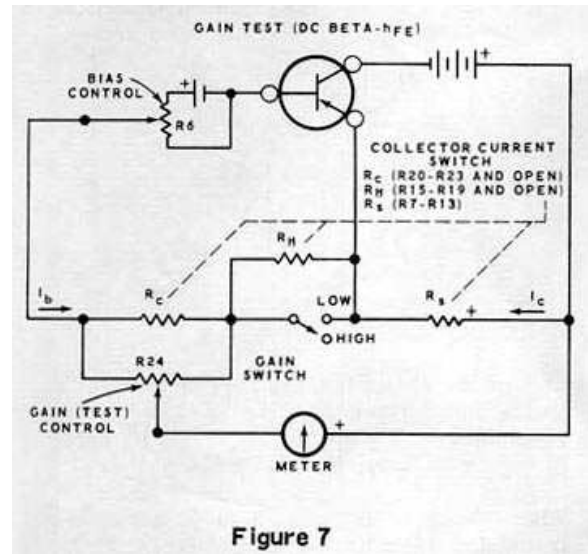 GAIN TEST (DC BETA-hFE)
BIAS
CONTROL
+
R6
+
COLLECTOR CURRENT
SWITCH
RC (R20-R23 AND OPEN)
RH (R15-R19 AND OPEN)
RS (R7-R13)
RH
Ib
RC
LOW
RS
+
IC
HIGH
R24
GAIN
SWITCH
GAIN (TEST)
CONTROL
+
METER
Figure 7